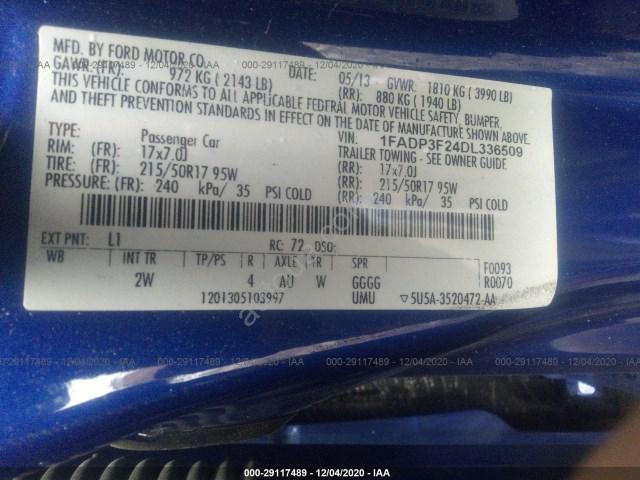 000-29117489 - 12/04/2020 - IAA
MFD. BY FORD MOTOR CO.
DATE: 05/13 GVWR: 1810 KG ( 3990 LB)
GAWR: (FR): 972 KG ( 2143 LB) (RR): 880 KG ( 1940 LB)
THIS VEHICLE CONFORMS TO ALL APPLICABLE FEDERAL MOTOR VEHICLE SAFETY, BUMPER,
AND THEFT PREVENTION STANDARDS IN EFFECT ON THE DATE OF MANUFACTURE SHOWN ABOVE.
VIN: 1FADP3F24DL336509
TYPE: Passenger Car TRAILER TOWING - SEE OWNER GUIDE
RIM: (FR): 17x7.0J (RR): 17x7.0J
TIRE: (FR): 215/50R17 95W (RR): 215/50R17 95W
PRESSURE: (FR): 240 kPa/ 35 PSI COLD (RR): 240 kPa/ 35 PSI COLD
EXT PNT: L1 RC: 72 DSO:
WB INT TR TP/PS R AXLE TR SPR F0093
2W 4 AU W GGGG R0070
1201305103997 UMU 5U5A-3520472-AA
000-29117489 - 12/04/2020 - IAA
000-29117489 - 12/04/2020 - IAA